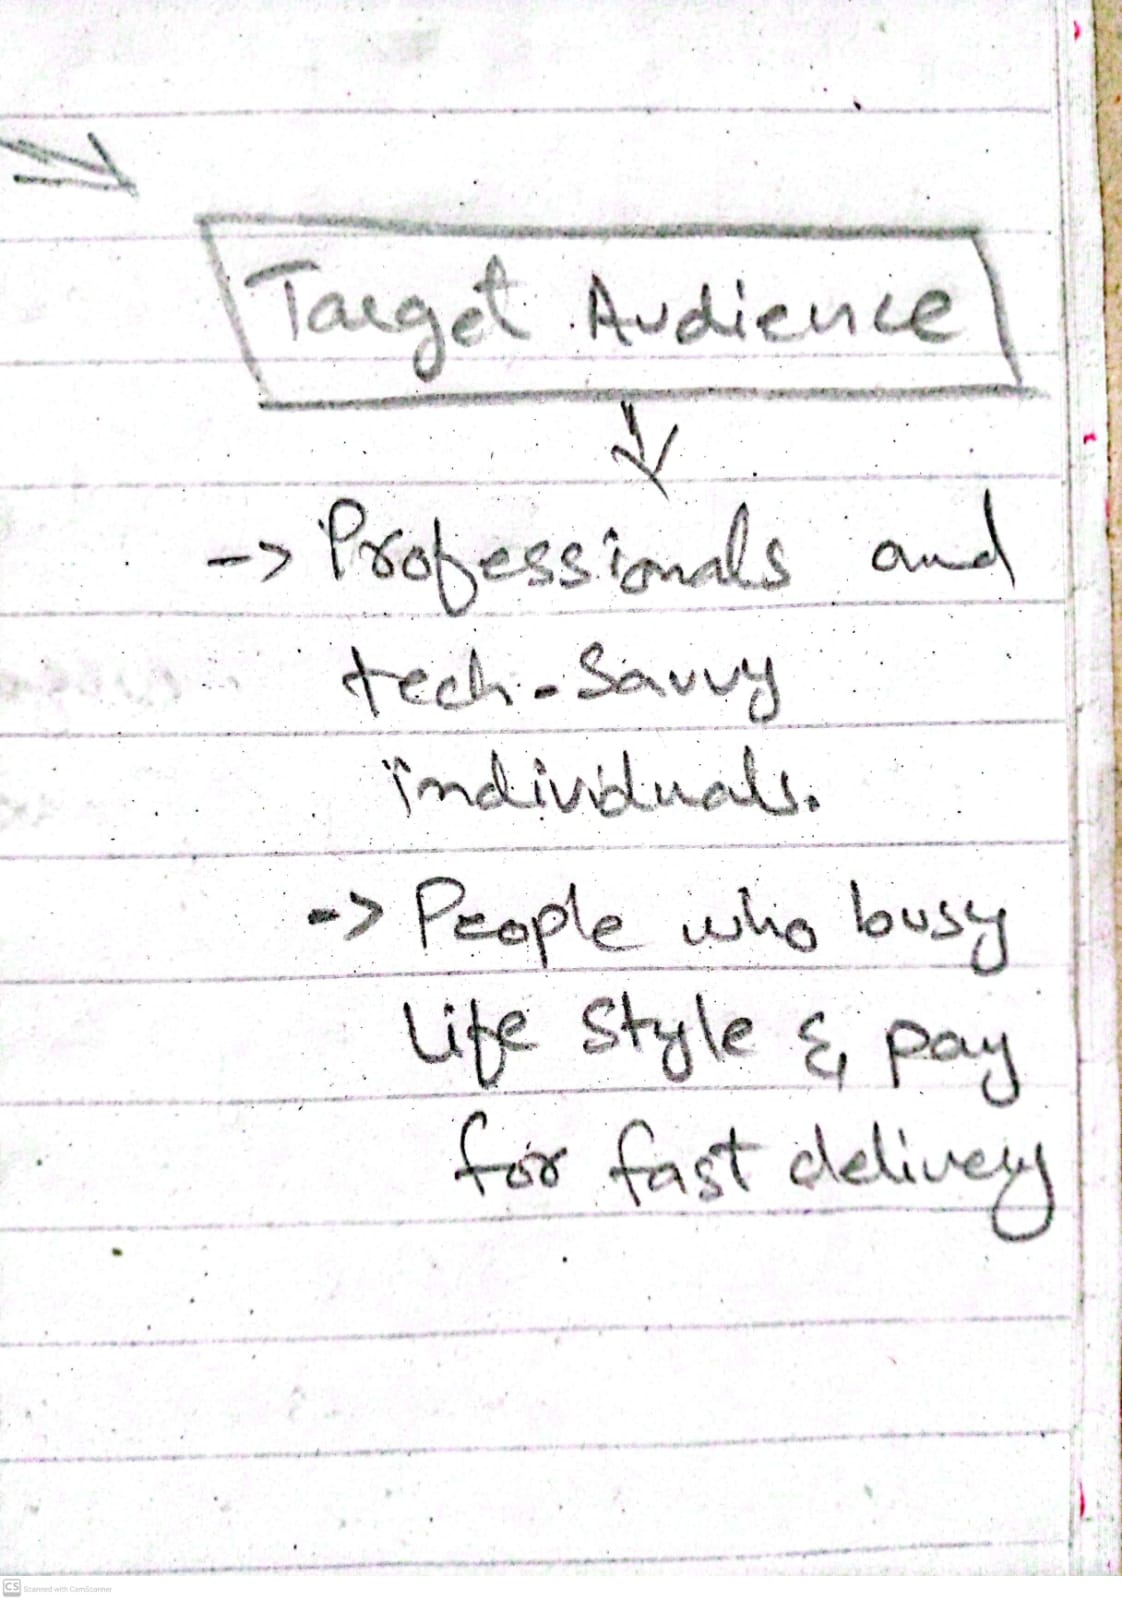 Target Audience
-> Professionals and
tech-Savvy
individuals.
-> People who busy
Life Style & pay
for fast delivery
CS Scanned with CamScanner